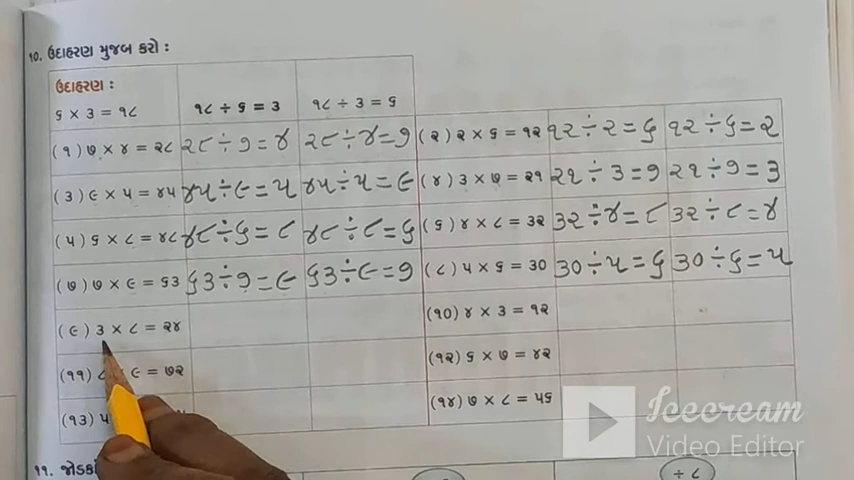 ૧૦. ઉદાહરણ મુજબ કરો :
ઉદાહરણ :
૬ × ૩ = ૧૮ ૧૮ ÷ ૬ = ૩ ૧૮ ÷ ૩ = ૬
(૧) ૭ × ૪ = ૨૮ ૨૮ ÷ ૭ = ૪ ૨૮ ÷ ૪ = ૭
(૨) ૨ × ૬ = ૧૨ ૧૨ ÷ ૨ = ૬ ૧૨ ÷ ૬ = ૨
(૩) ૯ × ૫ = ૪૫ ૪૫ ÷ ૯ = ૫ ૪૫ ÷ ૫ = ૯
(૪) ૩ × ૭ = ૨૧ ૨૧ ÷ ૩ = ૭ ૨૧ ÷ ૭ = ૩
(૫) ૬ × ૮ = ૪૮ ૪૮ ÷ ૬ = ૮ ૪૮ ÷ ૮ = ૬
(૬) ૪ × ૮ = ૩૨ ૩૨ ÷ ૪ = ૮ ૩૨ ÷ ૮ = ૪
(૭) ૭ × ૯ = ૬૩ ૬૩ ÷ ૭ = ૯ ૬૩ ÷ ૯ = ૭
(૮) ૫ × ૬ = ૩૦ ૩૦ ÷ ૫ = ૬ ૩૦ ÷ ૬ = ૫
(૯) ૩ × ૮ = ૨૪
(૧૦) ૪ × ૩ = ૧૨
(૧૧) ૮ × ૯ = ૭૨
(૧૨) ૬ × ૭ = ૪૨
(૧૩) ૫
(૧૪) ૭ × ૮ = ૫૬
Icecream
Video Editor
૧૧.
÷ ૮